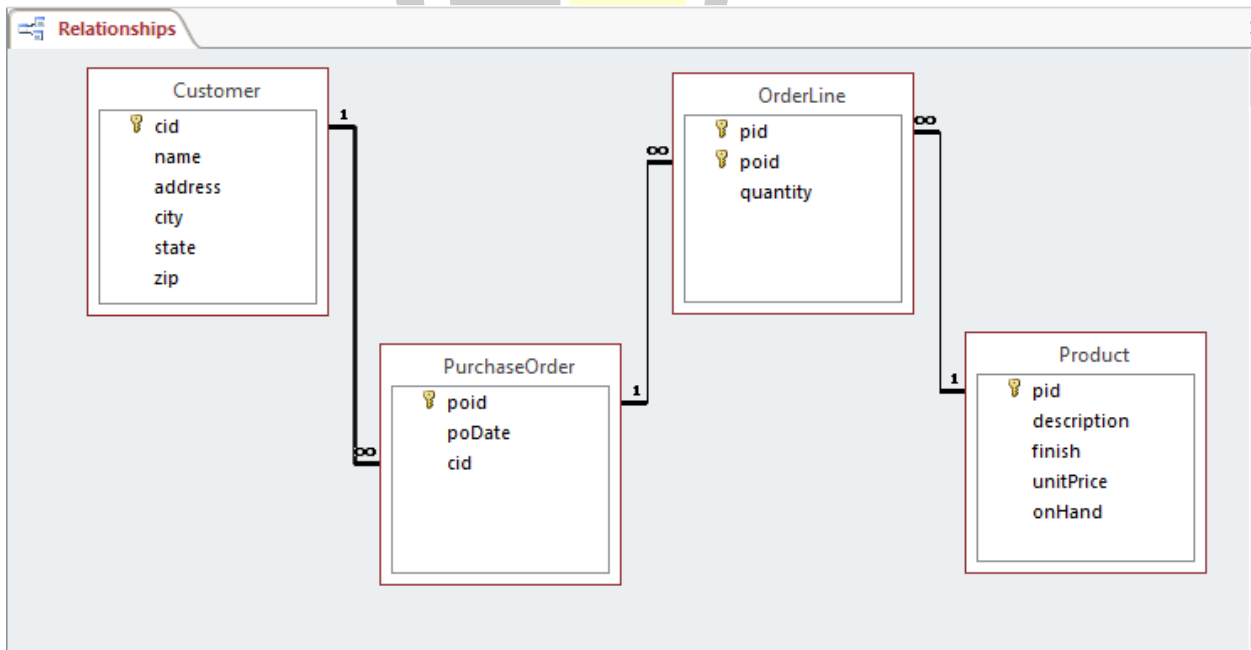 Relationships
Customer
cid
name
address
city
state
zip
1
∞
PurchaseOrder
poid
poDate
cid
1
∞
OrderLine
pid
poid
quantity
∞
1
Product
pid
description
finish
unitPrice
onHand